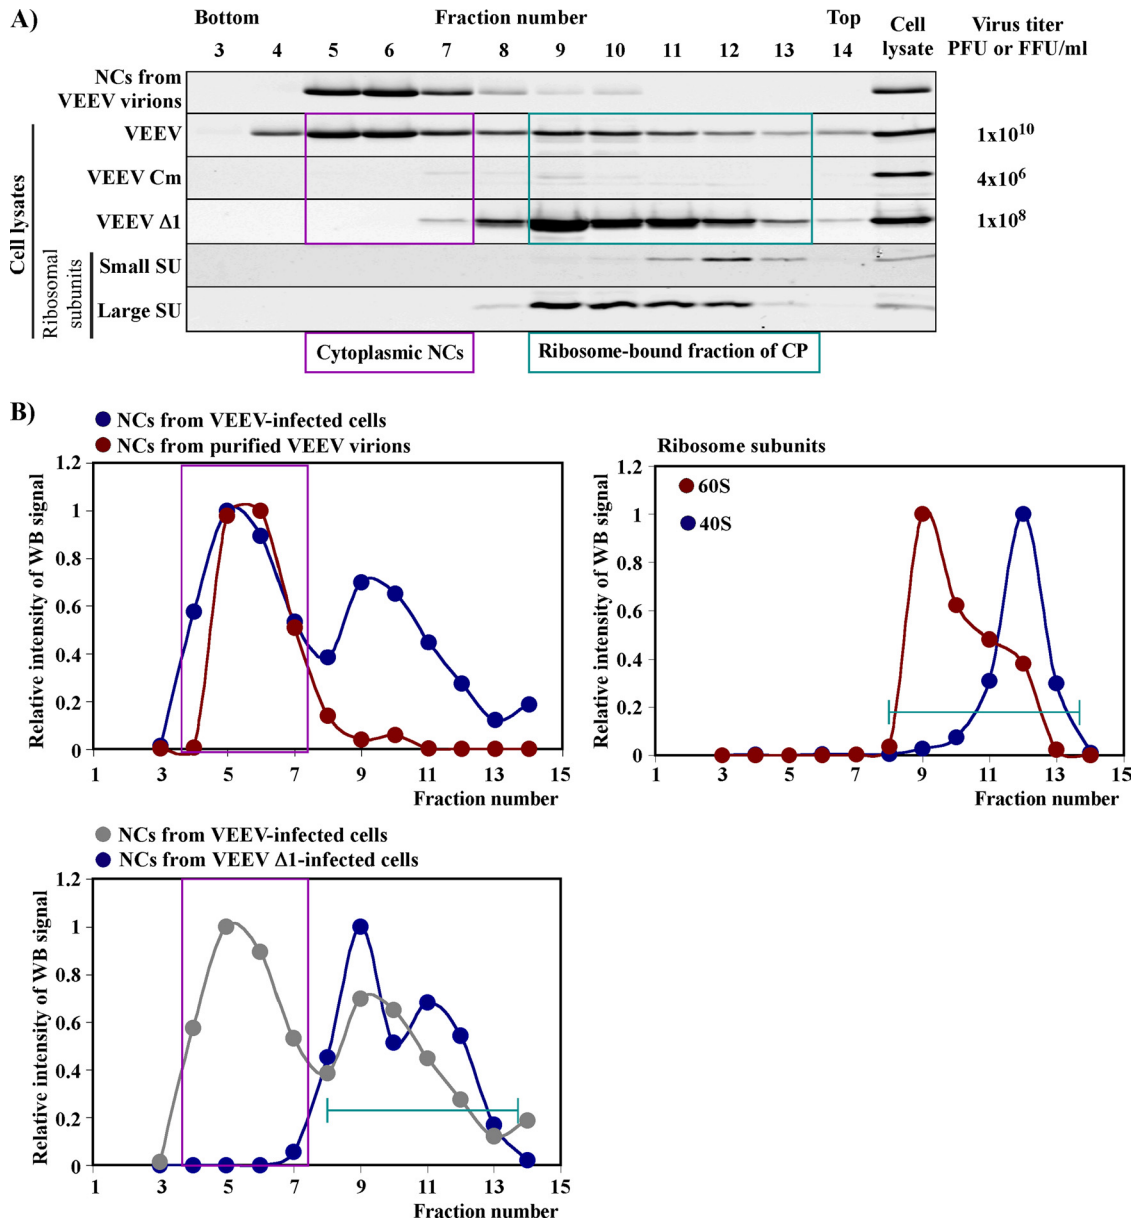 A)
Bottom Fraction number Top Cell Virus titer
3 4 5 6 7 8 9 10 11 12 13 14 lysate PFU or FFU/ml
NCs from
VEEV virions
VEEV 1x10¹⁰
VEEV Cm 4x10⁶
VEEV Δ1 1x10⁸
Small SU
Large SU
Cell lysates
Ribosomal
subunits
Cytoplasmic NCs Ribosome-bound fraction of CP
B)
NCs from VEEV-infected cells
NCs from purified VEEV virions
Relative intensity of WB signal
1.2
1
0.8
0.6
0.4
0.2
0
1 3 5 7 9 11 13 15
Fraction number
Ribosome subunits
60S
40S
Relative intensity of WB signal
1.2
1
0.8
0.6
0.4
0.2
0
1 3 5 7 9 11 13 15
Fraction number
NCs from VEEV-infected cells
NCs from VEEV Δ1-infected cells
Relative intensity of WB signal
1.2
1
0.8
0.6
0.4
0.2
0
1 3 5 7 9 11 13 15
Fraction number